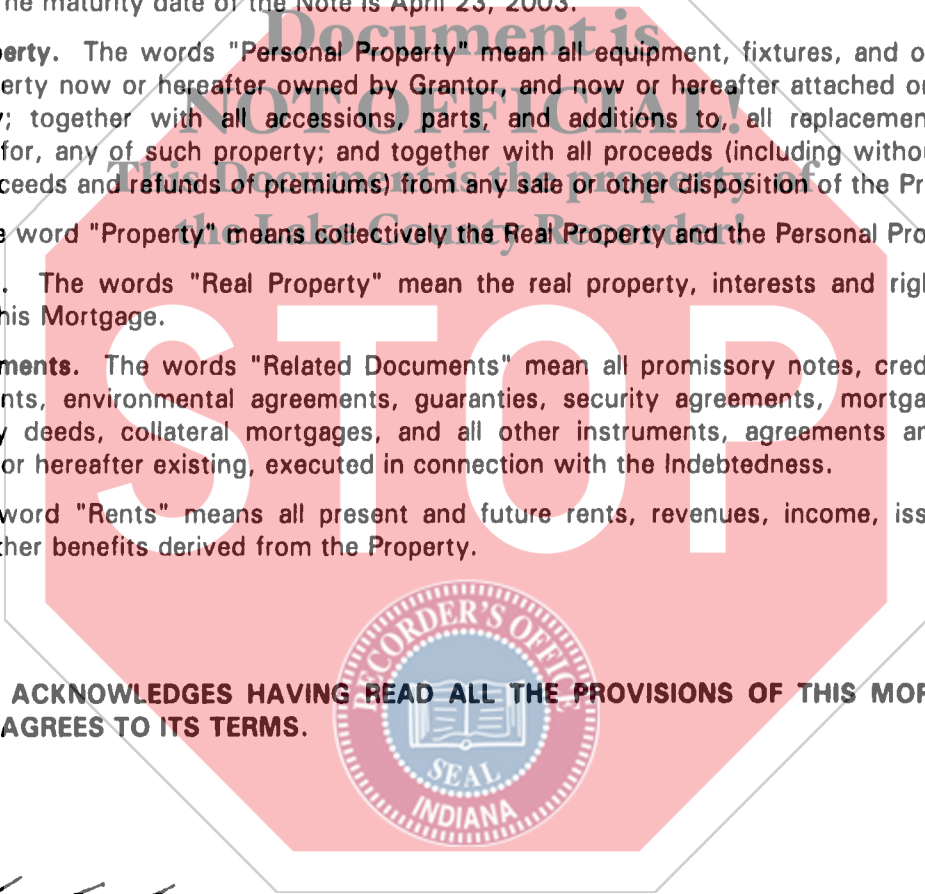 he maturity date of the Note is April 23, 2003.
Document is
erty. The words "Personal Property" mean all equipment, fixtures, and o
erty now or hereafter owned by Grantor, and now or hereafter attached or
NOT OFFICIAL!
; together with all accessions, parts, and additions to, all replacemen
for, any of such property; and together with all proceeds (including witho
This Document is the property of
ceeds and refunds of premiums) from any sale or other disposition of the Pr
the Lake County Recorder!
e word "Property" means collectively the Real Property and the Personal Pro
. The words "Real Property" mean the real property, interests and righ
his Mortgage.
STOP
ments. The words "Related Documents" mean all promissory notes, cred
nts, environmental agreements, guaranties, security agreements, mortga
y deeds, collateral mortgages, and all other instruments, agreements an
or hereafter existing, executed in connection with the Indebtedness.
word "Rents" means all present and future rents, revenues, income, iss
her benefits derived from the Property.
RECORDER'S OFFICE
ACKNOWLEDGES HAVING READ ALL THE PROVISIONS OF THIS MOR
AGREES TO ITS TERMS.
SEAL
INDIANA